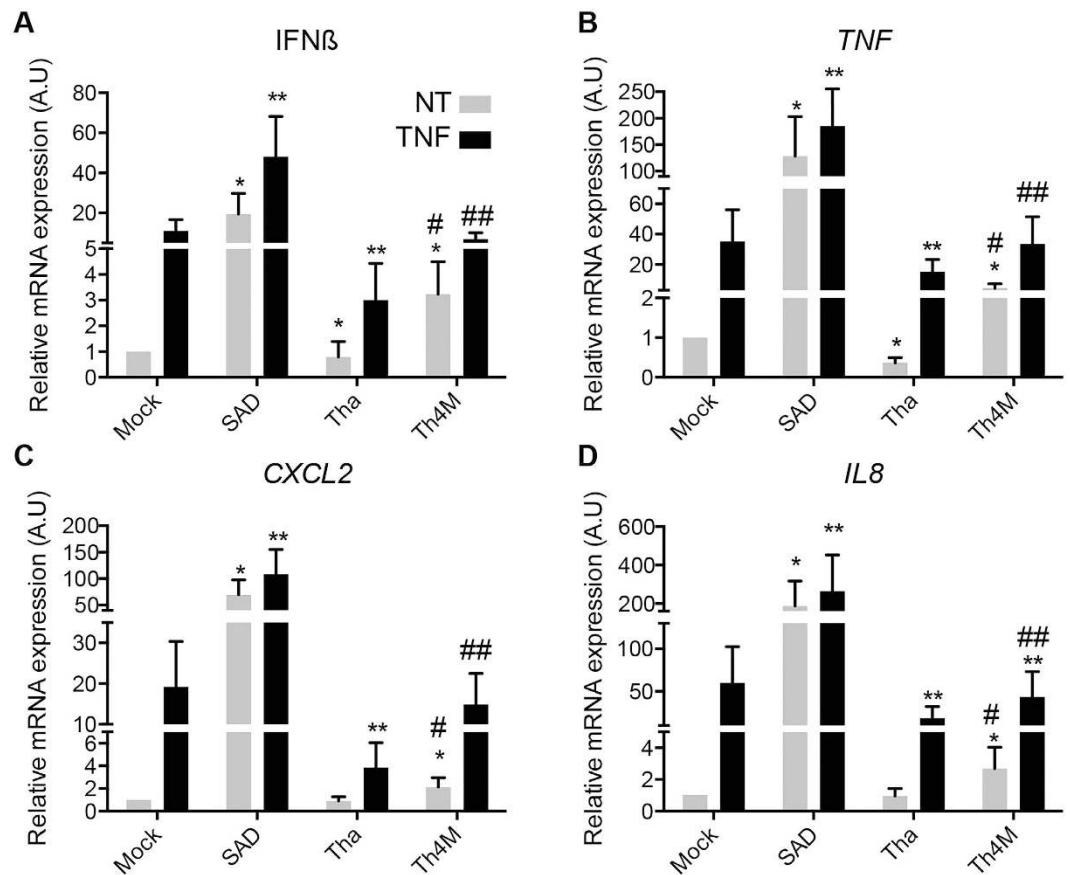 A
IFNß
Relative mRNA expression (A.U)
80
60
40
20
5
4
3
2
1
0
NT
TNF
*
**
*
**
#
*
##
Mock
SAD
Tha
Th4M
B
TNF
Relative mRNA expression (A.U)
250
200
150
100
60
40
20
2
1
0
*
**
*
**
#
*
##
Mock
SAD
Tha
Th4M
C
CXCL2
Relative mRNA expression (A.U)
200
150
100
50
30
20
10
6
4
2
0
*
**
**
#
*
##
Mock
SAD
Tha
Th4M
D
IL8
Relative mRNA expression (A.U)
600
400
200
100
50
4
2
0
*
**
**
#
*
##
**
Mock
SAD
Tha
Th4M